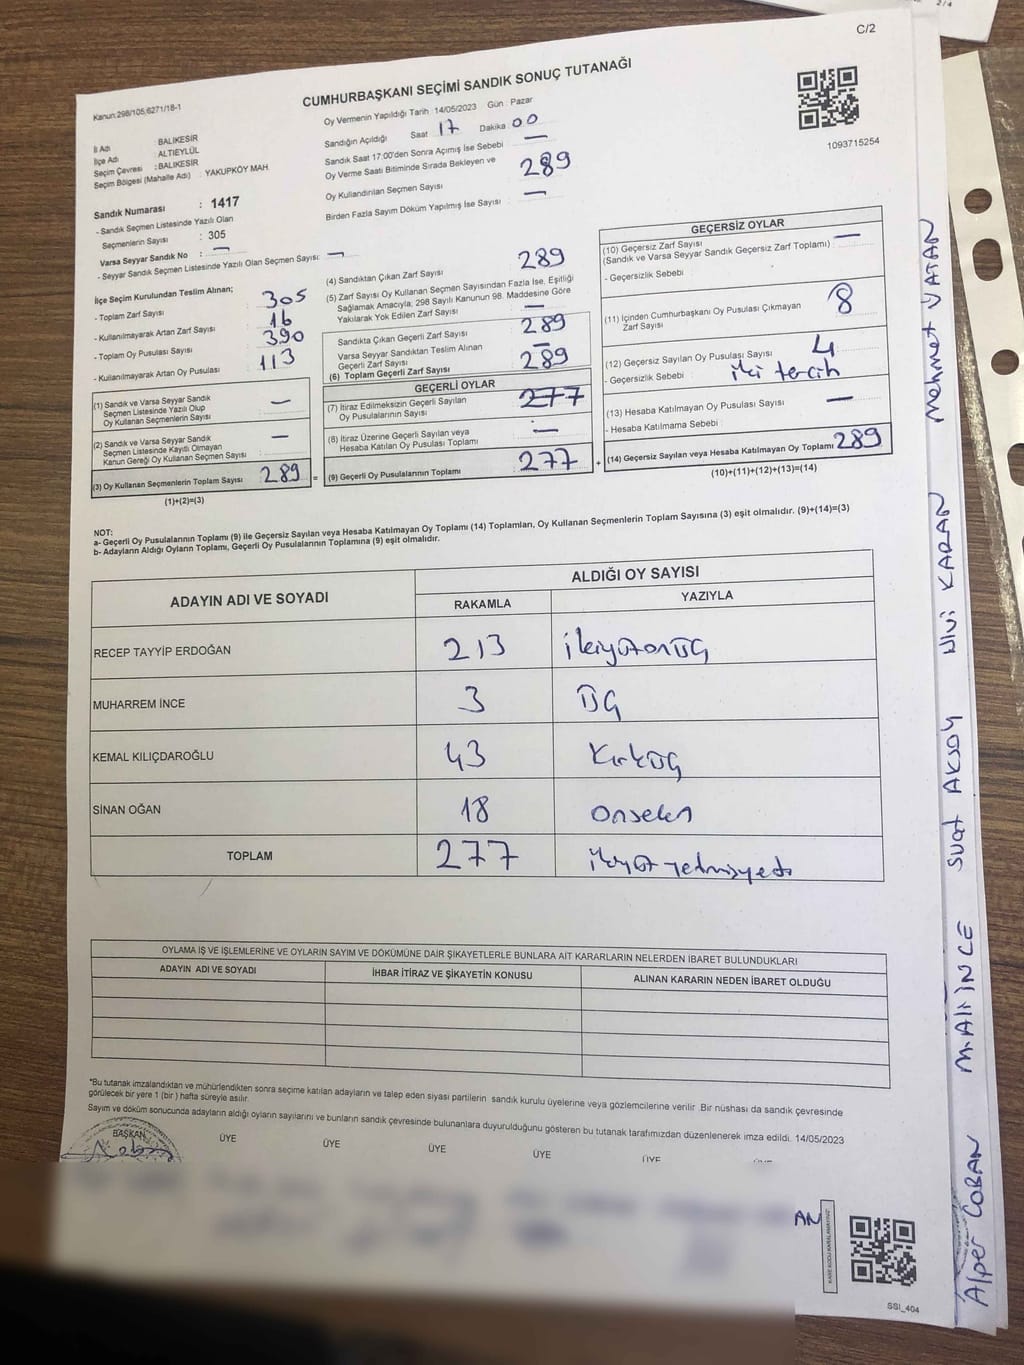 C/2
Kanun:298/105,6271/18-1
CUMHURBAŞKANI SEÇİMİ SANDIK SONUÇ TUTANAĞI
İl Adı : BALIKESİR
İlçe Adı : ALTIEYLÜL
Seçim Çevresi : BALIKESİR
Seçim Bölgesi (Mahalle Adı) : YAKUPKÖY MAH.
Sandık Numarası : 1417
- Sandık Seçmen Listesinde Yazılı Olan
Seçmenlerin Sayısı : 305
Varsa Seyyar Sandık No : —
- Seyyar Sandık Seçmen Listesinde Yazılı Olan Seçmen Sayısı: —
Oy Vermenin Yapıldığı Tarih : 14/05/2023 Gün : Pazar
Sandığın Açıldığı Saat 17 Dakika : 00
Sandık Saat 17:00'den Sonra Açımış İse Sebebi : —
Oy Verme Saati Bitiminde Sırada Bekleyen ve
Oy Kullandırılan Seçmen Sayısı : 289
Birden Fazla Sayım Döküm Yapılmış İse Sayısı : —
1093715254
İlçe Seçim Kurulundan Teslim Alınan;
- Toplam Zarf Sayısı : 305
- Kullanılmayarak Artan Zarf Sayısı : 16
- Toplam Oy Pusulası Sayısı : 390
- Kullanılmayarak Artan Oy Pusulası : 113
(1) Sandık ve Varsa Seyyar Sandık
Seçmen Listesinde Yazılı Olup
Oy Kullanan Seçmenlerin Sayısı : —
(2) Sandık ve Varsa Seyyar Sandık
Seçmen Listesinde Kayıtlı Olmayan
Kanun Gereği Oy Kullanan Seçmen Sayısı : —
(3) Oy Kullanan Seçmenlerin Toplam Sayısı : 289 =
(1)+(2)=(3)
(4) Sandıktan Çıkan Zarf Sayısı : 289
(5) Zarf Sayısı Oy Kullanan Seçmen Sayısından Fazla İse, Eşitliği
Sağlamak Amacıyla, 298 Sayılı Kanunun 98. Maddesine Göre
Yakılarak Yok Edilen Zarf Sayısı : —
Sandıkta Çıkan Geçerli Zarf Sayısı : 289
Varsa Seyyar Sandıktan Teslim Alınan
Geçerli Zarf Sayısı : —
(6) Toplam Geçerli Zarf Sayısı : 289
GEÇERLİ OYLAR
(7) İtiraz Edilmeksizin Geçerli Sayılan
Oy Pusulalarının Sayısı : 277
(8) İtiraz Üzerine Geçerli Sayılan veya
Hesaba Katılan Oy Pusulası Toplamı : —
(9) Geçerli Oy Pusulalarının Toplamı : 277 +
GEÇERSİZ OYLAR
(10) Geçersiz Zarf Sayısı : —
(Sandık ve Varsa Seyyar Sandık Geçersiz Zarf Toplamı)
- Geçersizlik Sebebi :
(11) İçinden Cumhurbaşkanı Oy Pusulası Çıkmayan
Zarf Sayısı : 8
(12) Geçersiz Sayılan Oy Pusulası Sayısı : 4
- Geçersizlik Sebebi : iki tercih
(13) Hesaba Katılmayan Oy Pusulası Sayısı : —
- Hesaba Katılmama Sebebi :
(14) Geçersiz Sayılan veya Hesaba Katılmayan Oy Toplamı : 289
(10)+(11)+(12)+(13)=(14)
NOT:
a- Geçerli Oy Pusulalarının Toplamı (9) ile Geçersiz Sayılan veya Hesaba Katılmayan Oy Toplamı (14) Toplamları, Oy Kullanan Seçmenlerin Toplam Sayısına (3) eşit olmalıdır. (9)+(14)=(3)
b- Adayların Aldığı Oyların Toplamı, Geçerli Oy Pusulalarının Toplamına (9) eşit olmalıdır.
ADAYIN ADI VE SOYADI
ALDIĞI OY SAYISI
RAKAMLA YAZIYLA
RECEP TAYYİP ERDOĞAN 213 ikiyüzonüç
MUHARREM İNCE 3 üç
KEMAL KILIÇDAROĞLU 43 kırküç
SİNAN OĞAN 18 onsekiz
TOPLAM 277 ikiyüz yetmişyedi
OYLAMA İŞ VE İŞLEMLERİNE VE OYLARIN SAYIM VE DÖKÜMÜNE DAİR ŞİKAYETLERLE BUNLARA AİT KARARLARIN NELERDEN İBARET BULUNDUKLARI
ADAYIN ADI VE SOYADI İHBAR İTİRAZ VE ŞİKAYETİN KONUSU ALINAN KARARIN NEDEN İBARET OLDUĞU
*Bu tutanak imzalandıktan ve mühürlendikten sonra seçime katılan adayların ve talep eden siyasi partilerin sandık kurulu üyelerine veya gözlemcilerine verilir. Bir nüshası da sandık çevresinde
görülecek bir yere 1 (bir) hafta süreyle asılır.
Sayım ve döküm sonucunda adayların aldığı oyların sayılarını ve bunların sandık çevresinde bulunanlara duyurulduğunu gösteren bu tutanak tarafımızdan düzenlenerek imza edildi. 14/05/2023
BAŞKAN ÜYE ÜYE ÜYE ÜYE ÜYE
AN
KARE KODU KARALAMAYINIZ
SSI_404
Mehmet VATAN
KARAN
Suat AKSOY
M.Ali İNCE
Alper ÇOBAN
2/4